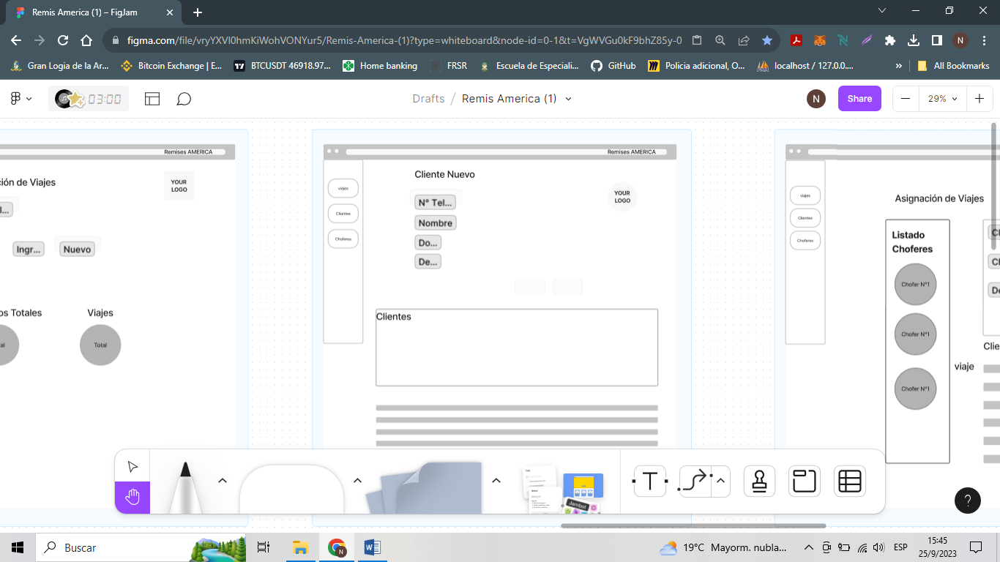 Remis America (1) – FigJam
figma.com/file/vryYXVl0hmKiWohVONYur5/Remis-America-(1)?type=whiteboard&node-id=0-1&t=VgWVGu0kF9bhZ85y-0
N
Gran Logia de la Ar...
Bitcoin Exchange | E...
BTCUSDT 46918.97...
Home banking
FRSR
Escuela de Especiali...
GitHub
Policia adicional, O...
localhost / 127.0.0....
»
All Bookmarks
03:00
Drafts / Remis America (1)
N
Share
29%
Remises AMERICA
ción de Viajes
YOUR
LOGO
l...
Ingr...
Nuevo
os Totales
Viajes
al
Total
Remises AMERICA
viajes
Clientes
Choferes
Cliente Nuevo
YOUR
LOGO
Nº Tel...
Nombre
Do...
De...
Clientes
viajes
Clientes
Choferes
Asignación de Viajes
Listado
Choferes
Chofer Nº1
Chofer Nº1
Chofer Nº1
Cl
Ch
De
Clie
viaje
Jambot
T
?
Buscar
19°C Mayorm. nubla...
ESP
15:45
25/9/2023